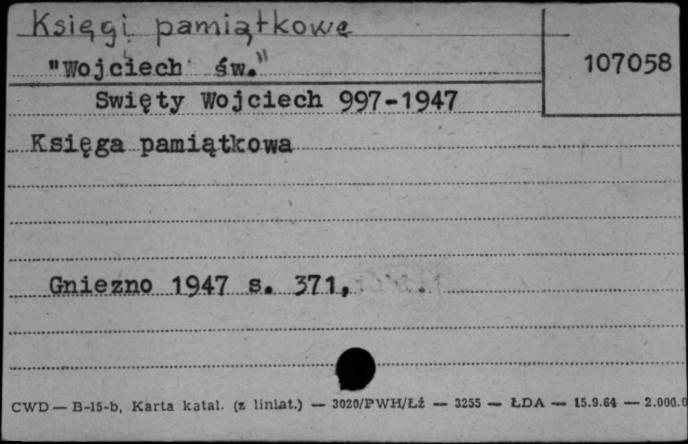 Księgi pamiątkowe
"Wojciech św."
107058
Swięty Wojciech 997-1947
Księga pamiątkowa
Gniezno 1947 s. 371,
CWD — B-15-b, Karta katal. (z liniat.) — 3020/PWH/Łź — 3255 — ŁDA — 15.9.64 — 2.000.0